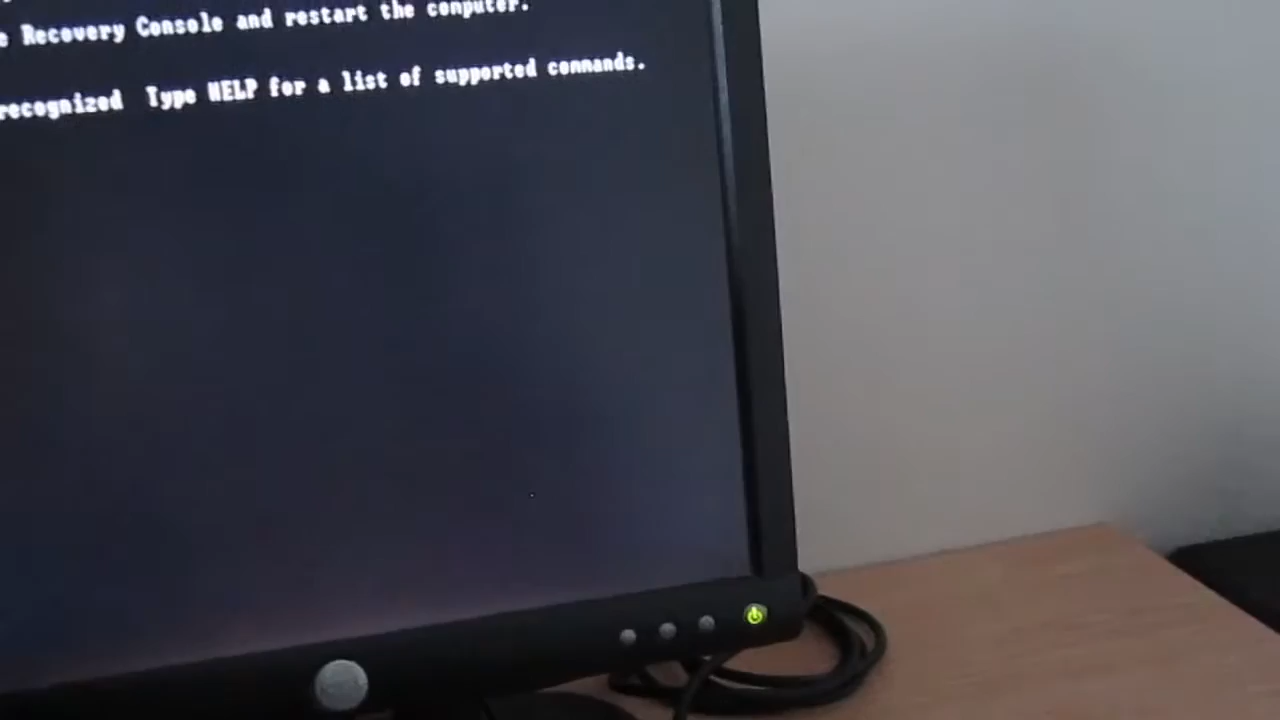 e Recovery Console and restart the computer.
recognized Type HELP for a list of supported commands.